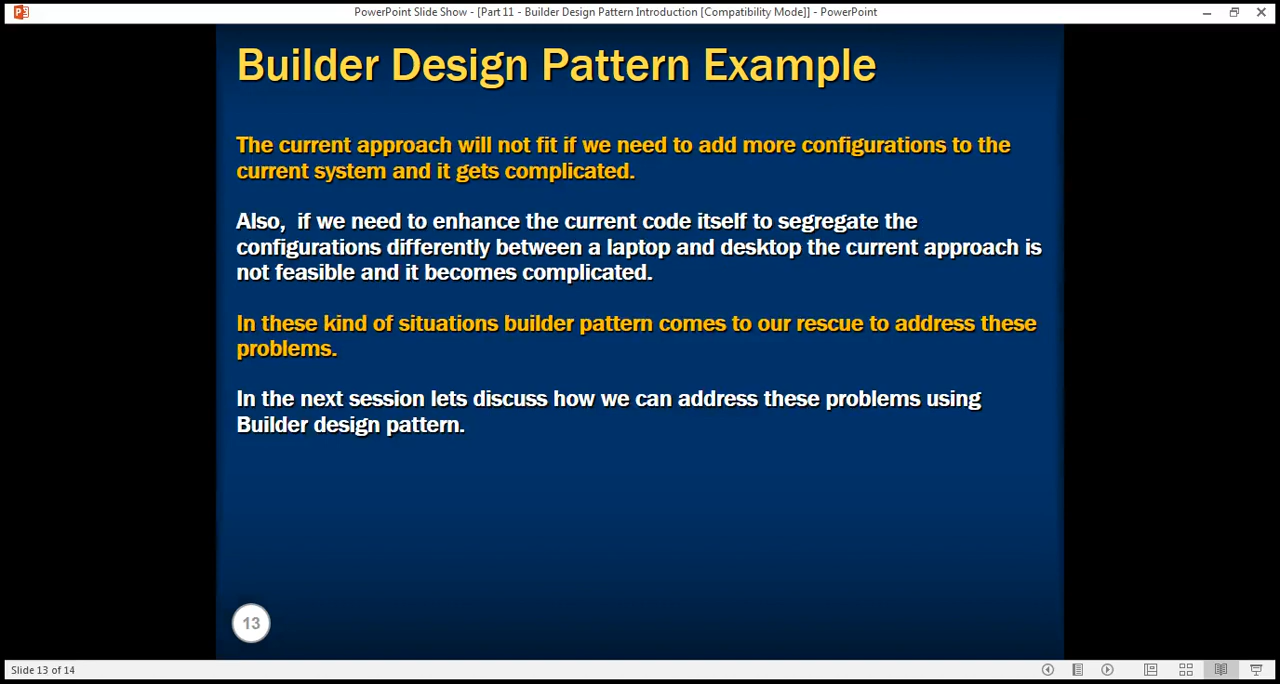 PowerPoint Slide Show - [Part 11 - Builder Design Pattern Introduction [Compatibility Mode]] - PowerPoint
Builder Design Pattern Example
The current approach will not fit if we need to add more configurations to the
current system and it gets complicated.
Also,  if we need to enhance the current code itself to segregate the
configurations differently between a laptop and desktop the current approach is
not feasible and it becomes complicated.
In these kind of situations builder pattern comes to our rescue to address these
problems.
In the next session lets discuss how we can address these problems using
Builder design pattern.
13
Slide 13 of 14